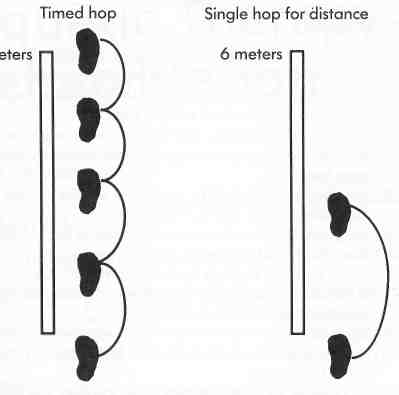 Timed hop
Single hop for distance
eters
6 meters